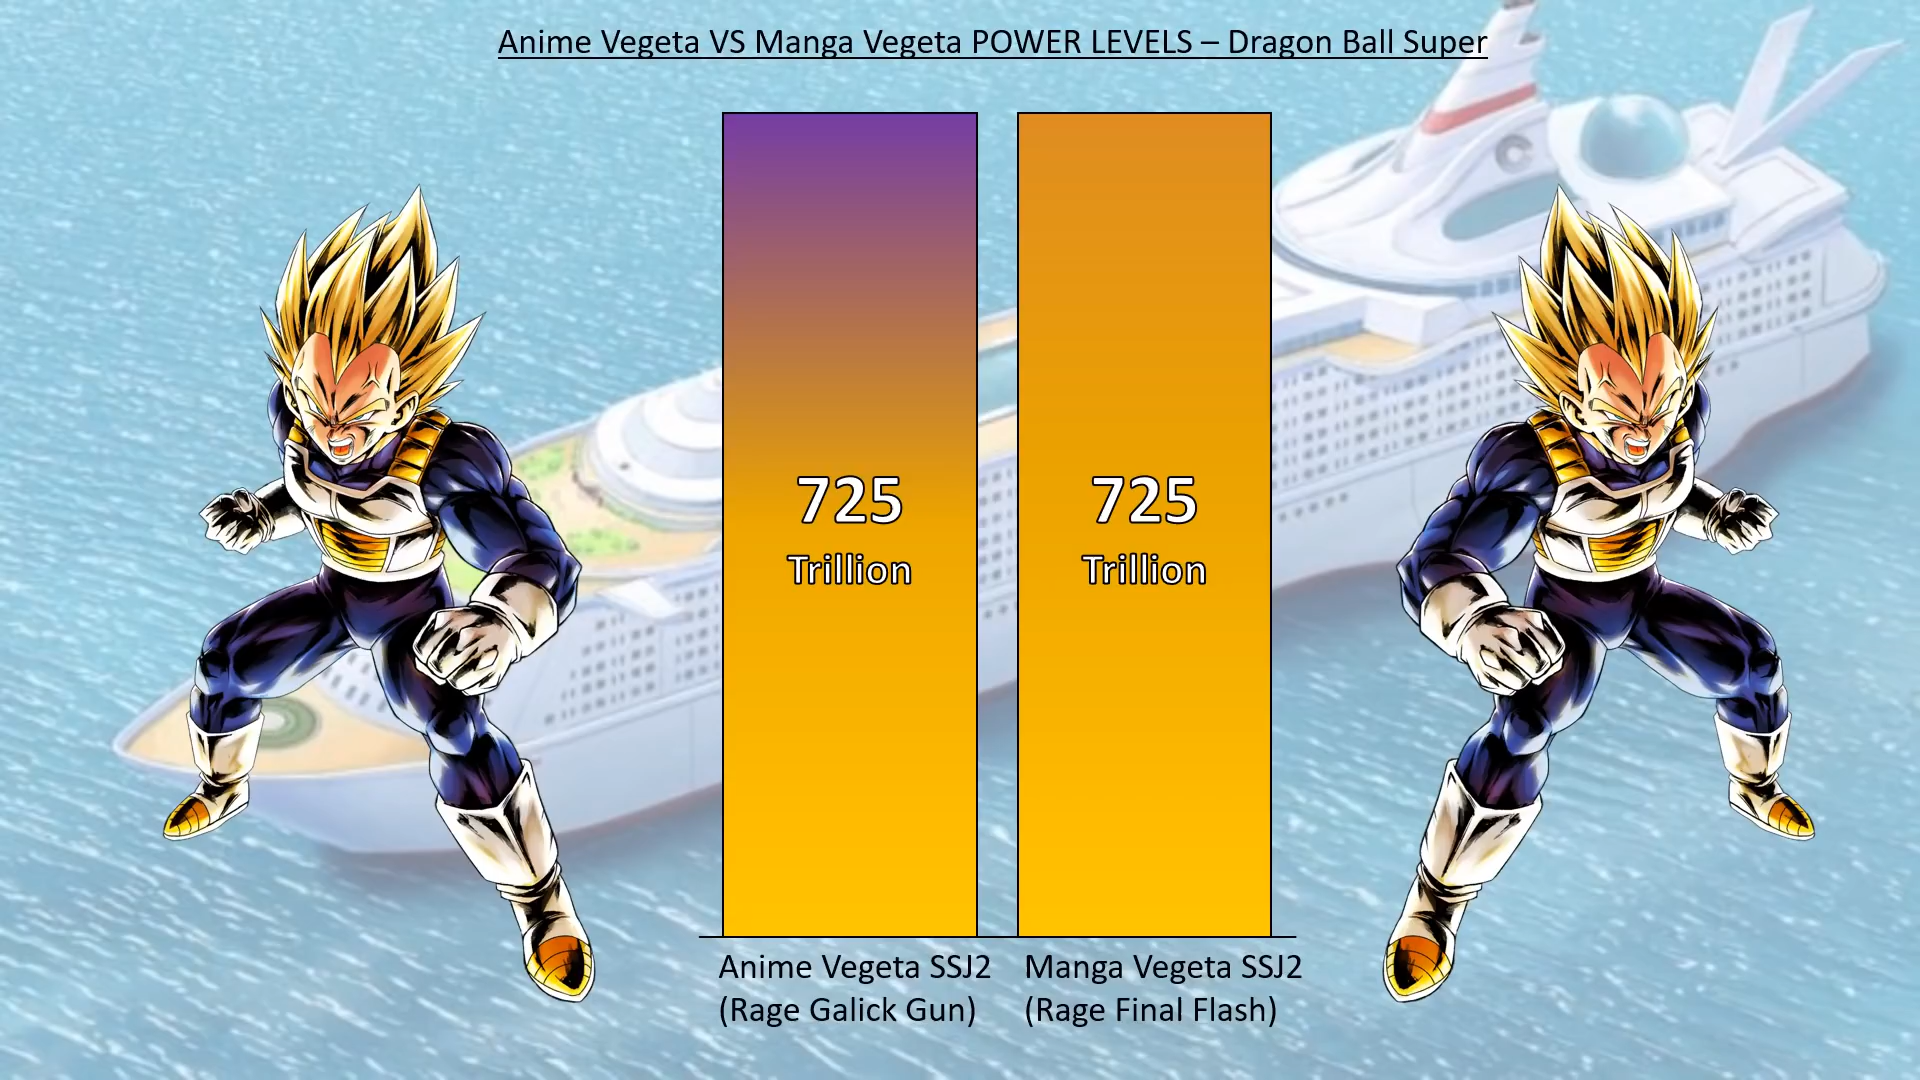 Anime Vegeta VS Manga Vegeta POWER LEVELS – Dragon Ball Super
725
Trillion
725
Trillion
Anime Vegeta SSJ2
(Rage Galick Gun)
Manga Vegeta SSJ2
(Rage Final Flash)